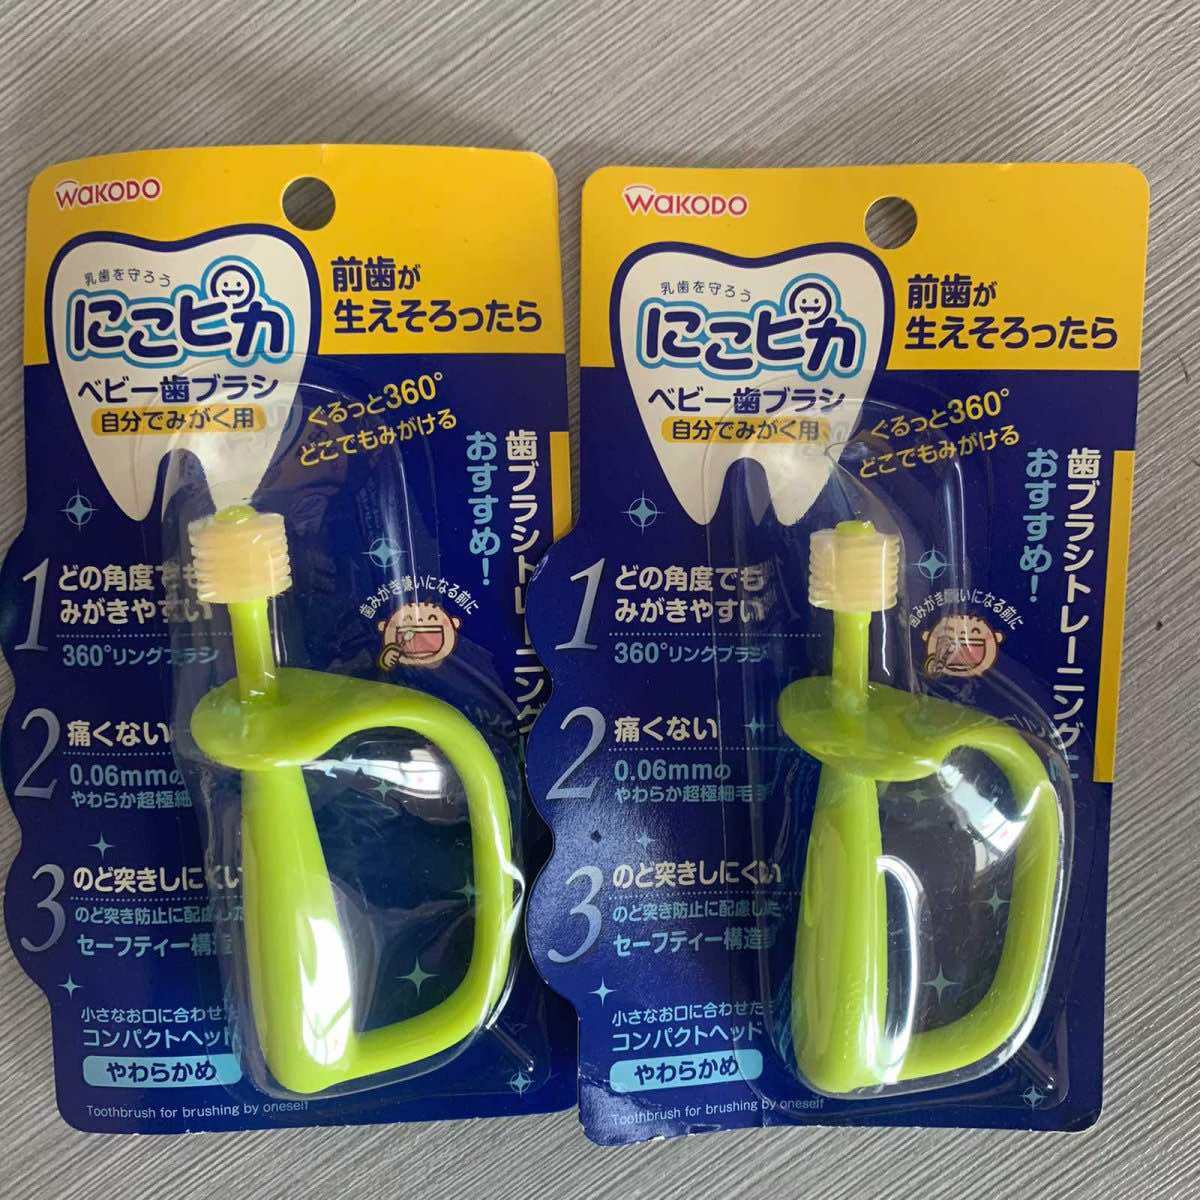 WAKODO
乳歯を守ろう
にこピカ
ベビー歯ブラシ
自分でみがく用
前歯が
生えそろったら
ぐるっと360°
どこでもみがける
歯ブラシトレーニング
おすすめ!
1 どの角度でも
みがきやすい
360°リングブラシ
歯みがき嫌いになる前に
2 痛くない
0.06mmの
やわらか超極細
3 のど突きしにくい
のど突き防止に配慮した
セーフティー構造
小さなお口に合わせた
コンパクトヘッド
やわらかめ
Toothbrush for brushing by oneself
WAKODO
乳歯を守ろう
にこピカ
ベビー歯ブラシ
自分でみがく用
前歯が
生えそろったら
ぐるっと360°
どこでもみがける
歯ブラシトレーニングに
おすすめ!
1 どの角度でも
みがきやすい
360°リングブラシ
歯みがき嫌いになる前に
2 痛くない
0.06mmの
やわらか超極細毛
3 のど突きしにくい
のど突き防止に配慮した
セーフティー構造
小さなお口に合わせた
コンパクトヘッド
やわらかめ
Toothbrush for brushing by oneself